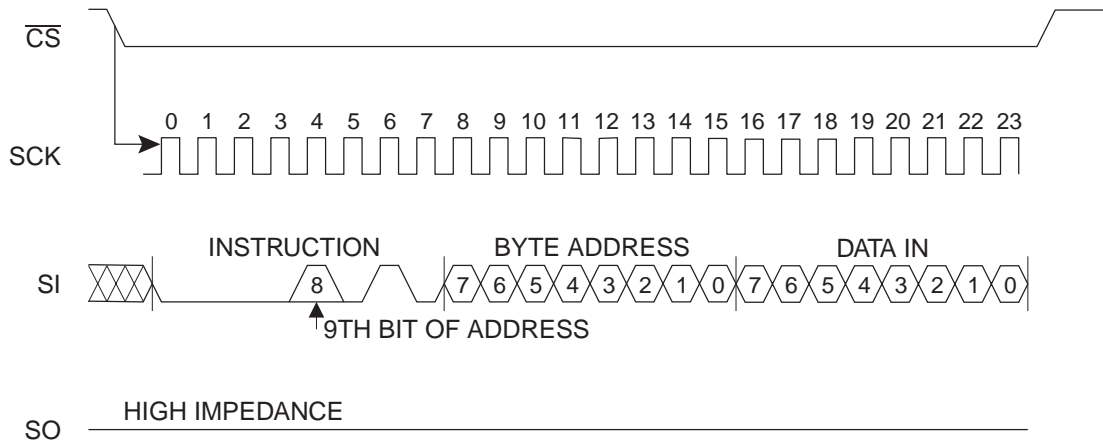 CS
0 1 2 3 4 5 6 7 8 9 10 11 12 13 14 15 16 17 18 19 20 21 22 23
SCK
INSTRUCTION BYTE ADDRESS DATA IN
SI 8 7 6 5 4 3 2 1 0 7 6 5 4 3 2 1 0
9TH BIT OF ADDRESS
HIGH IMPEDANCE
SO